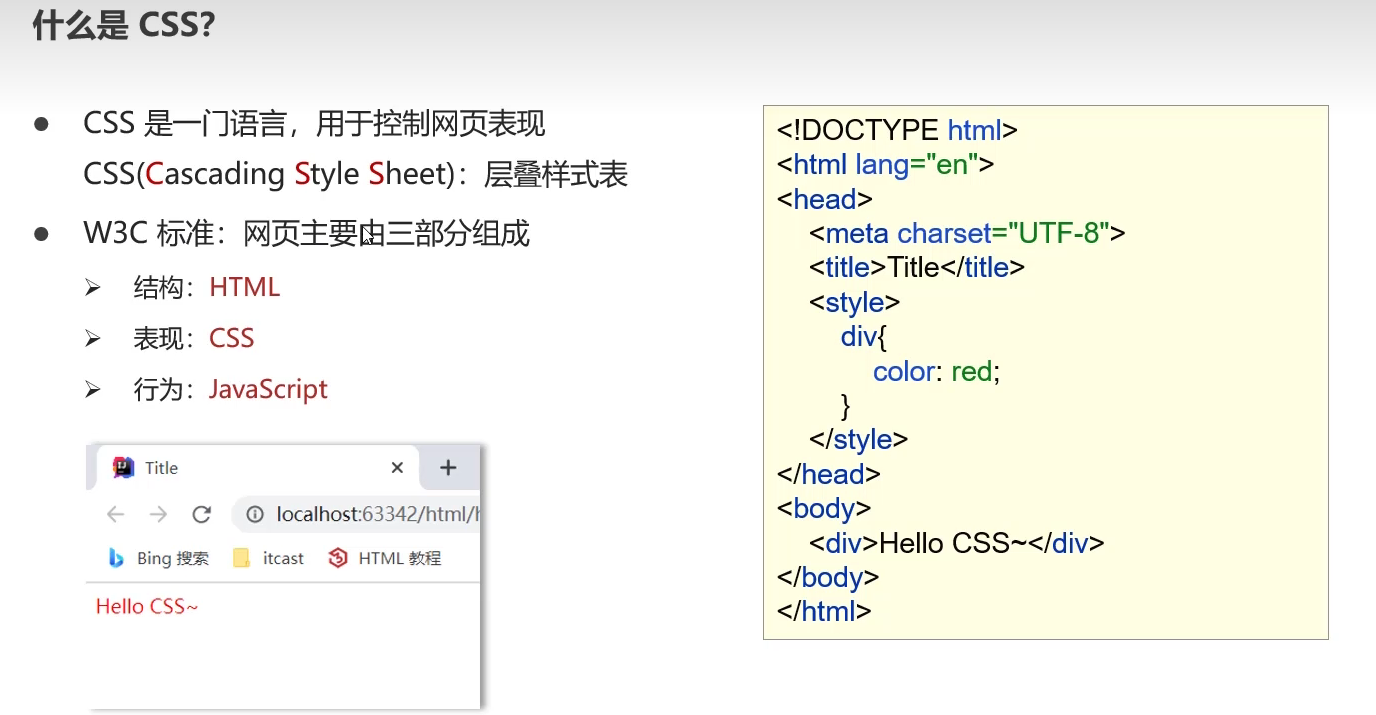 什么是 CSS?
CSS 是一门语言，用于控制网页表现
CSS(Cascading Style Sheet)：层叠样式表
W3C 标准：网页主要由三部分组成
结构：HTML
表现：CSS
行为：JavaScript
Title
localhost:63342/html/h
Bing 搜索 itcast HTML 教程
Hello CSS~
<!DOCTYPE html>
<html lang="en">
<head>
<meta charset="UTF-8">
<title>Title</title>
<style>
div{
color: red;
}
</style>
</head>
<body>
<div>Hello CSS~</div>
</body>
</html>